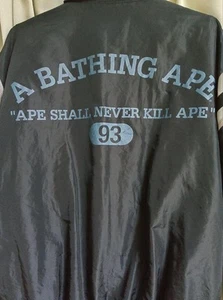 A BATHING APE
"APE SHALL NEVER KILL APE"
93